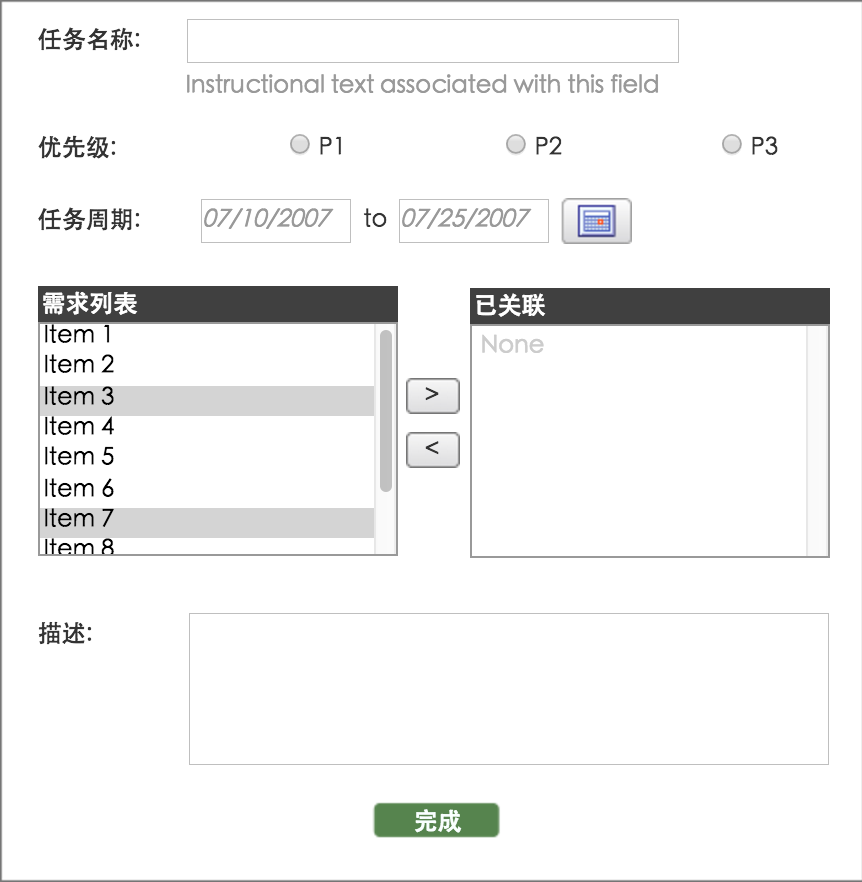 任务名称:
Instructional text associated with this field
优先级: P1 P2 P3
任务周期: 07/10/2007 to 07/25/2007
需求列表
Item 1
Item 2
Item 3
Item 4
Item 5
Item 6
Item 7
Item 8
>
<
已关联
None
描述:
完成